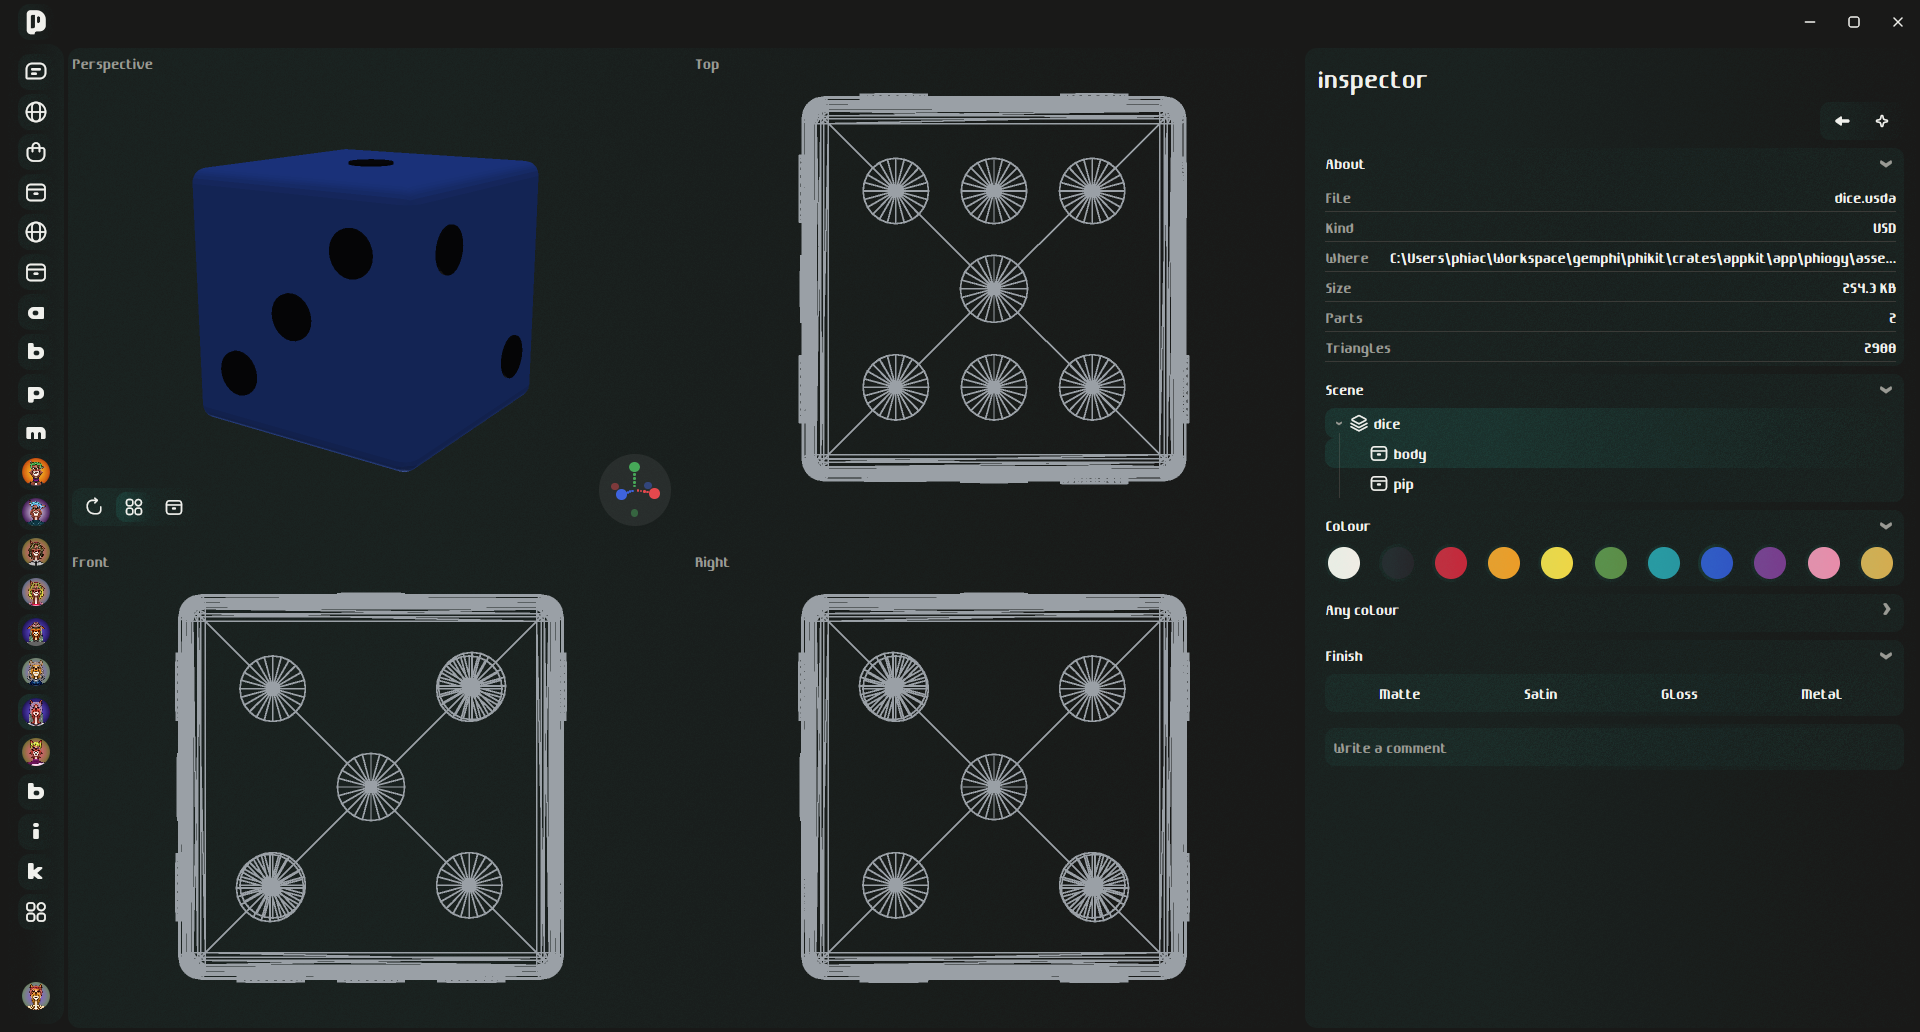 Perspective
Top
Front
Right
a
b
p
m
b
i
k
inspector
About
File dice.usda
Kind USD
Where C:\Users\phiac\Workspace\gemphi\phikit\crates\appkit\app\phiogy\asse...
Size 254.3 KB
Parts 2
Triangles 2900
Scene
dice
body
pip
Colour
Any colour
Finish
Matte Satin Gloss Metal
Write a comment